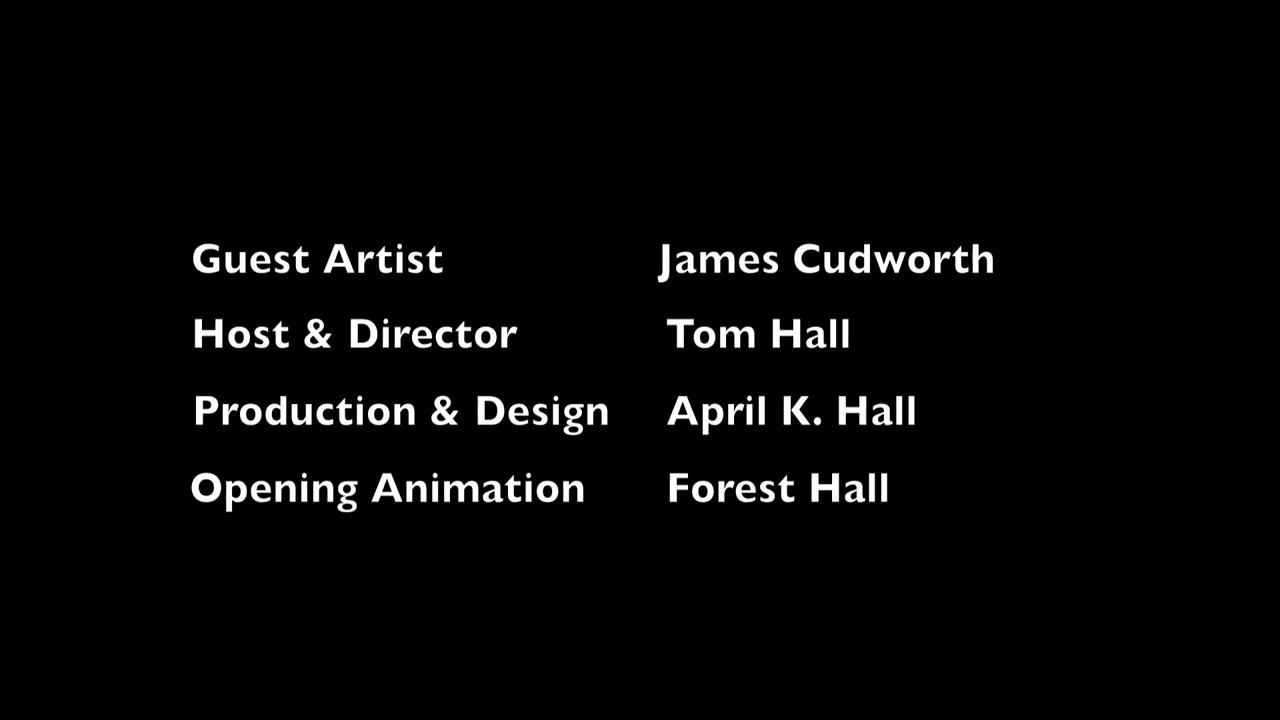 Guest Artist James Cudworth
Host & Director Tom Hall
Production & Design April K. Hall
Opening Animation Forest Hall